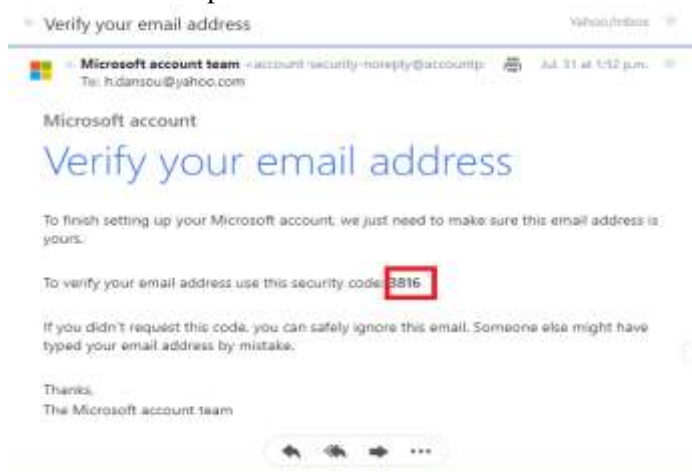 Verify your email address
Yahoo/Inbox
Microsoft account team <account-security-noreply@accountp
Jul. 31 at 1:52 p.m.
To: h.dansou@yahoo.com
Microsoft account
Verify your email address
To finish setting up your Microsoft account, we just need to make sure this email address is
yours.
To verify your email address use this security code: 3816
If you didn't request this code, you can safely ignore this email. Someone else might have
typed your email address by mistake.
Thanks,
The Microsoft account team